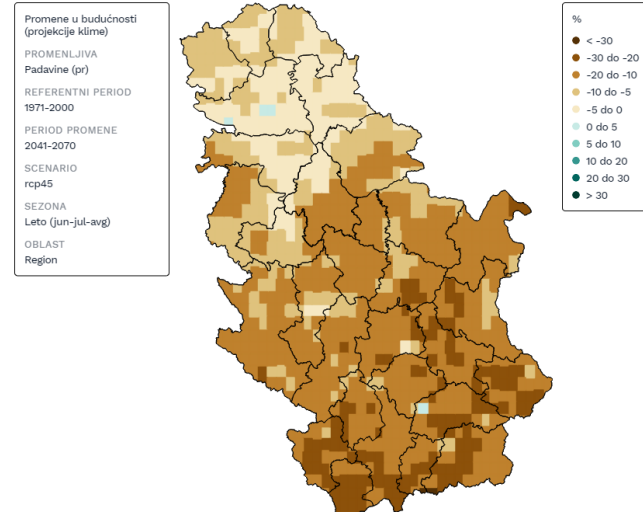 Promene u budućnosti
(projekcije klime)
PROMENLJIVA
Padavine (pr)
REFERENTNI PERIOD
1971-2000
PERIOD PROMENE
2041-2070
SCENARIO
rcp45
SEZONA
Leto (jun-jul-avg)
OBLAST
Region
%
< -30
-30 do -20
-20 do -10
-10 do -5
-5 do 0
0 do 5
5 do 10
10 do 20
20 do 30
> 30